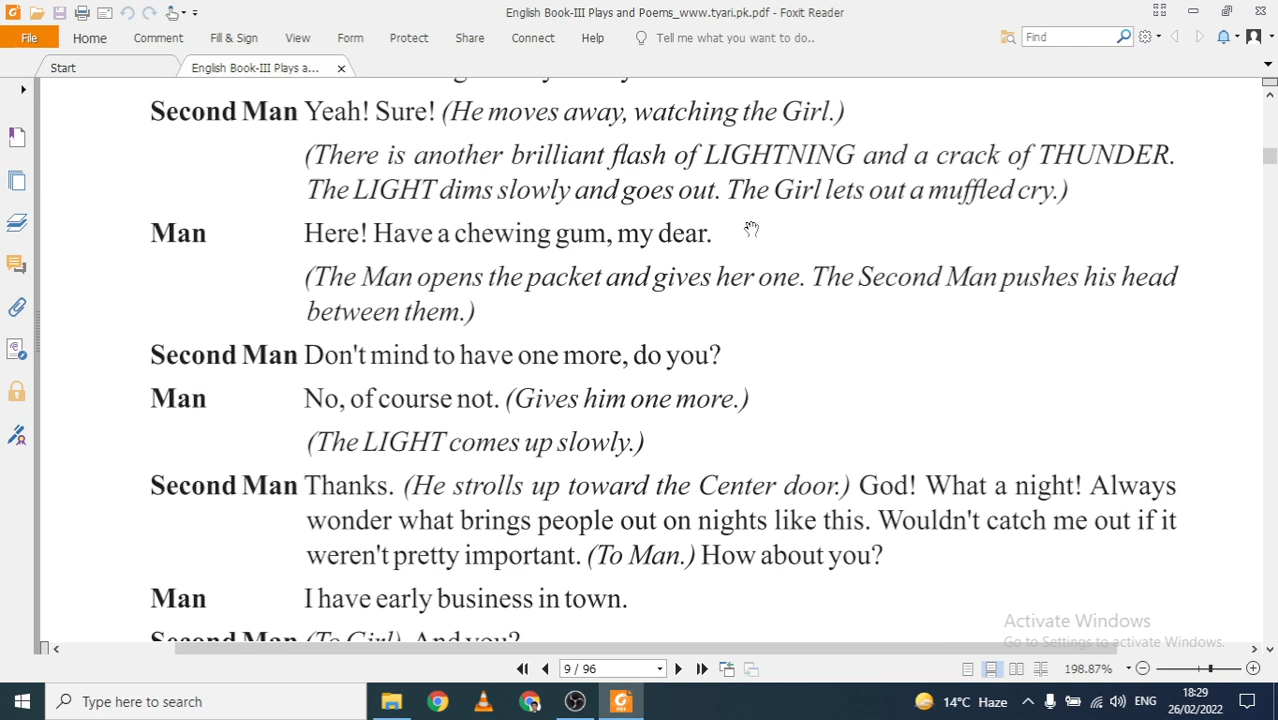 English Book-III Plays and Poems_www.tyari.pk.pdf - Foxit Reader
File Home Comment Fill & Sign View Form Protect Share Connect Help Tell me what you want to do.. Find
Start English Book-III Plays a...
Second Man Yeah! Sure! (He moves away, watching the Girl.)
(There is another brilliant flash of LIGHTNING and a crack of THUNDER.
The LIGHT dims slowly and goes out. The Girl lets out a muffled cry.)
Man Here! Have a chewing gum, my dear.
(The Man opens the packet and gives her one. The Second Man pushes his head
between them.)
Second Man Don't mind to have one more, do you?
Man No, of course not. (Gives him one more.)
(The LIGHT comes up slowly.)
Second Man Thanks. (He strolls up toward the Center door.) God! What a night! Always
wonder what brings people out on nights like this. Wouldn't catch me out if it
weren't pretty important. (To Man.) How about you?
Man I have early business in town.
Second Man (To Girl). And you?
Activate Windows
Go to Settings to activate Windows.
9 / 96 198.87%
Type here to search 14°C Haze ENG 18:29
26/02/2022